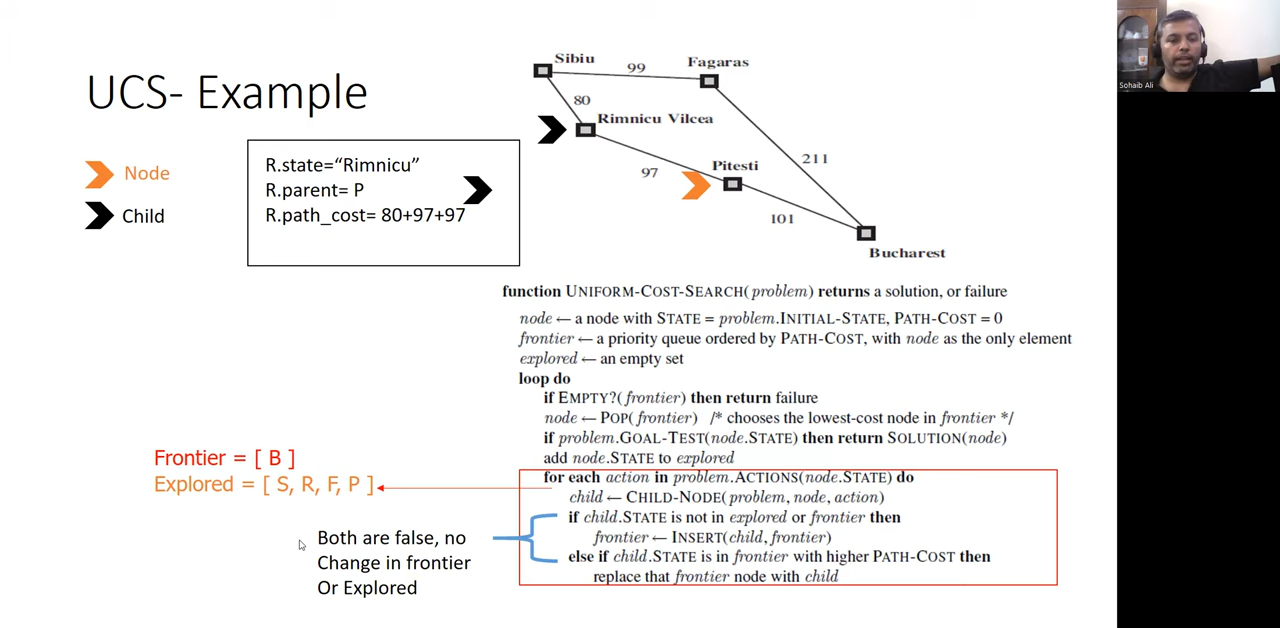 UCS- Example
Node
Child
R.state=“Rimnicu”
R.parent= P
R.path_cost= 80+97+97
Sibiu
99
Fagaras
80
Rimnicu Vilcea
97
Pitesti
211
101
Bucharest
Sohaib Ali
function UNIFORM-COST-SEARCH(problem) returns a solution, or failure
node ← a node with STATE = problem.INITIAL-STATE, PATH-COST = 0
frontier ← a priority queue ordered by PATH-COST, with node as the only element
explored ← an empty set
loop do
if EMPTY?(frontier) then return failure
node ← POP(frontier) /* chooses the lowest-cost node in frontier */
if problem.GOAL-TEST(node.STATE) then return SOLUTION(node)
add node.STATE to explored
for each action in problem.ACTIONS(node.STATE) do
child ← CHILD-NODE(problem, node, action)
if child.STATE is not in explored or frontier then
frontier ← INSERT(child, frontier)
else if child.STATE is in frontier with higher PATH-COST then
replace that frontier node with child
Frontier = [ B ]
Explored = [ S, R, F, P ]
Both are false, no
Change in frontier
Or Explored